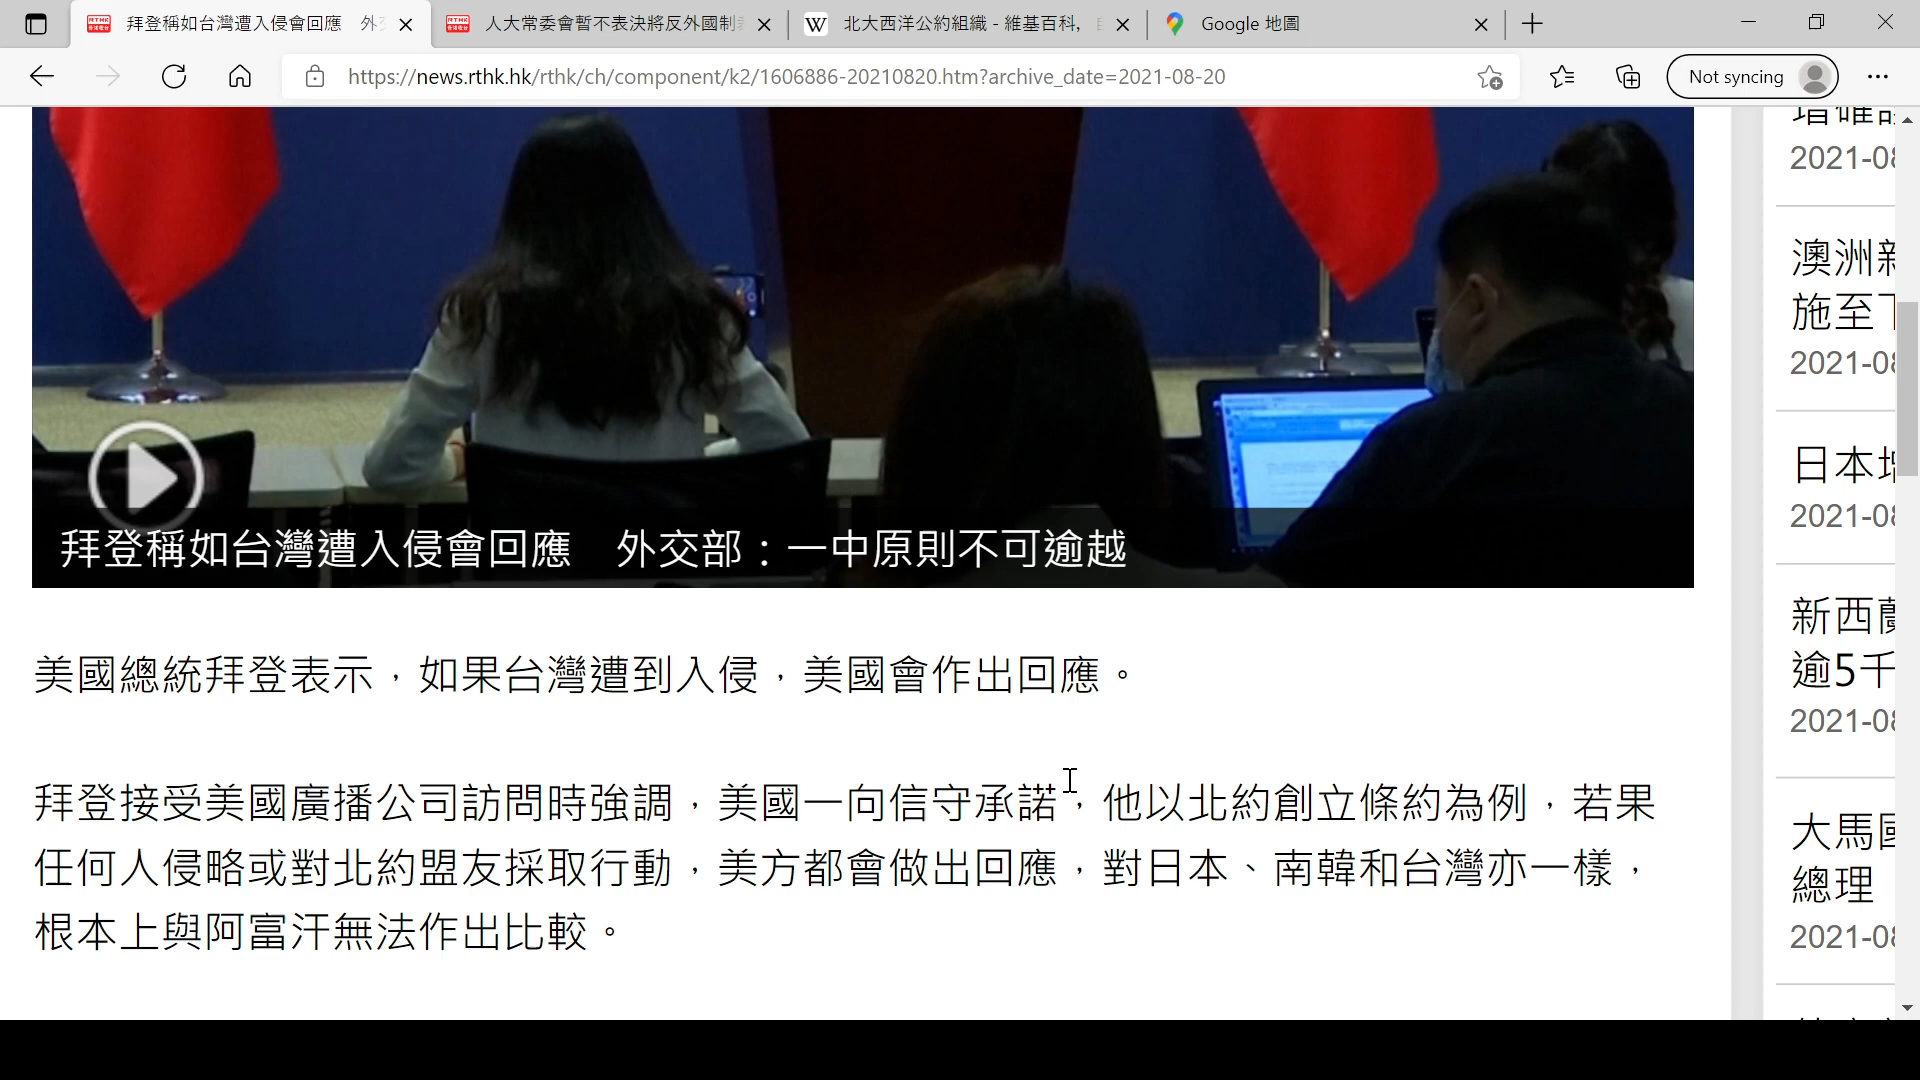 拜登稱如台灣遭入侵會回應 外
人大常委會暫不表決將反外國制
北大西洋公約組織 - 維基百科,
Google 地圖
https://news.rthk.hk/rthk/ch/component/k2/1606886-20210820.htm?archive_date=2021-08-20
Not syncing
2021-08
澳洲新
施至下
2021-08
日本增
2021-08
新西蘭
逾5千
2021-08
大馬國
總理
2021-08
拜登稱如台灣遭入侵會回應 外交部：一中原則不可逾越
美國總統拜登表示，如果台灣遭到入侵，美國會作出回應。
拜登接受美國廣播公司訪問時強調，美國一向信守承諾，他以北約創立條約為例，若果
任何人侵略或對北約盟友採取行動，美方都會做出回應，對日本、南韓和台灣亦一樣，
根本上與阿富汗無法作出比較。